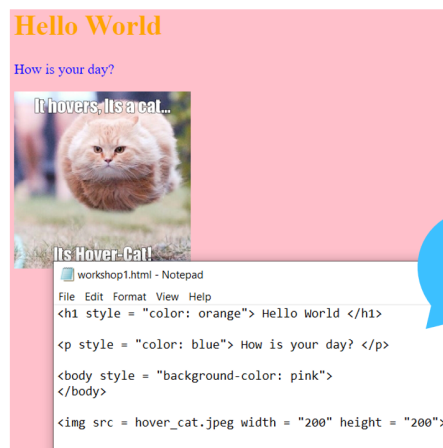 Hello World
How is your day?
It hovers, Its a cat...
Its Hover-Cat!
workshop1.html - Notepad
File Edit Format View Help
<h1 style = "color: orange"> Hello World </h1>
<p style = "color: blue"> How is your day? </p>
<body style = "background-color: pink">
</body>
<img src = hover_cat.jpeg width = "200" height = "200">